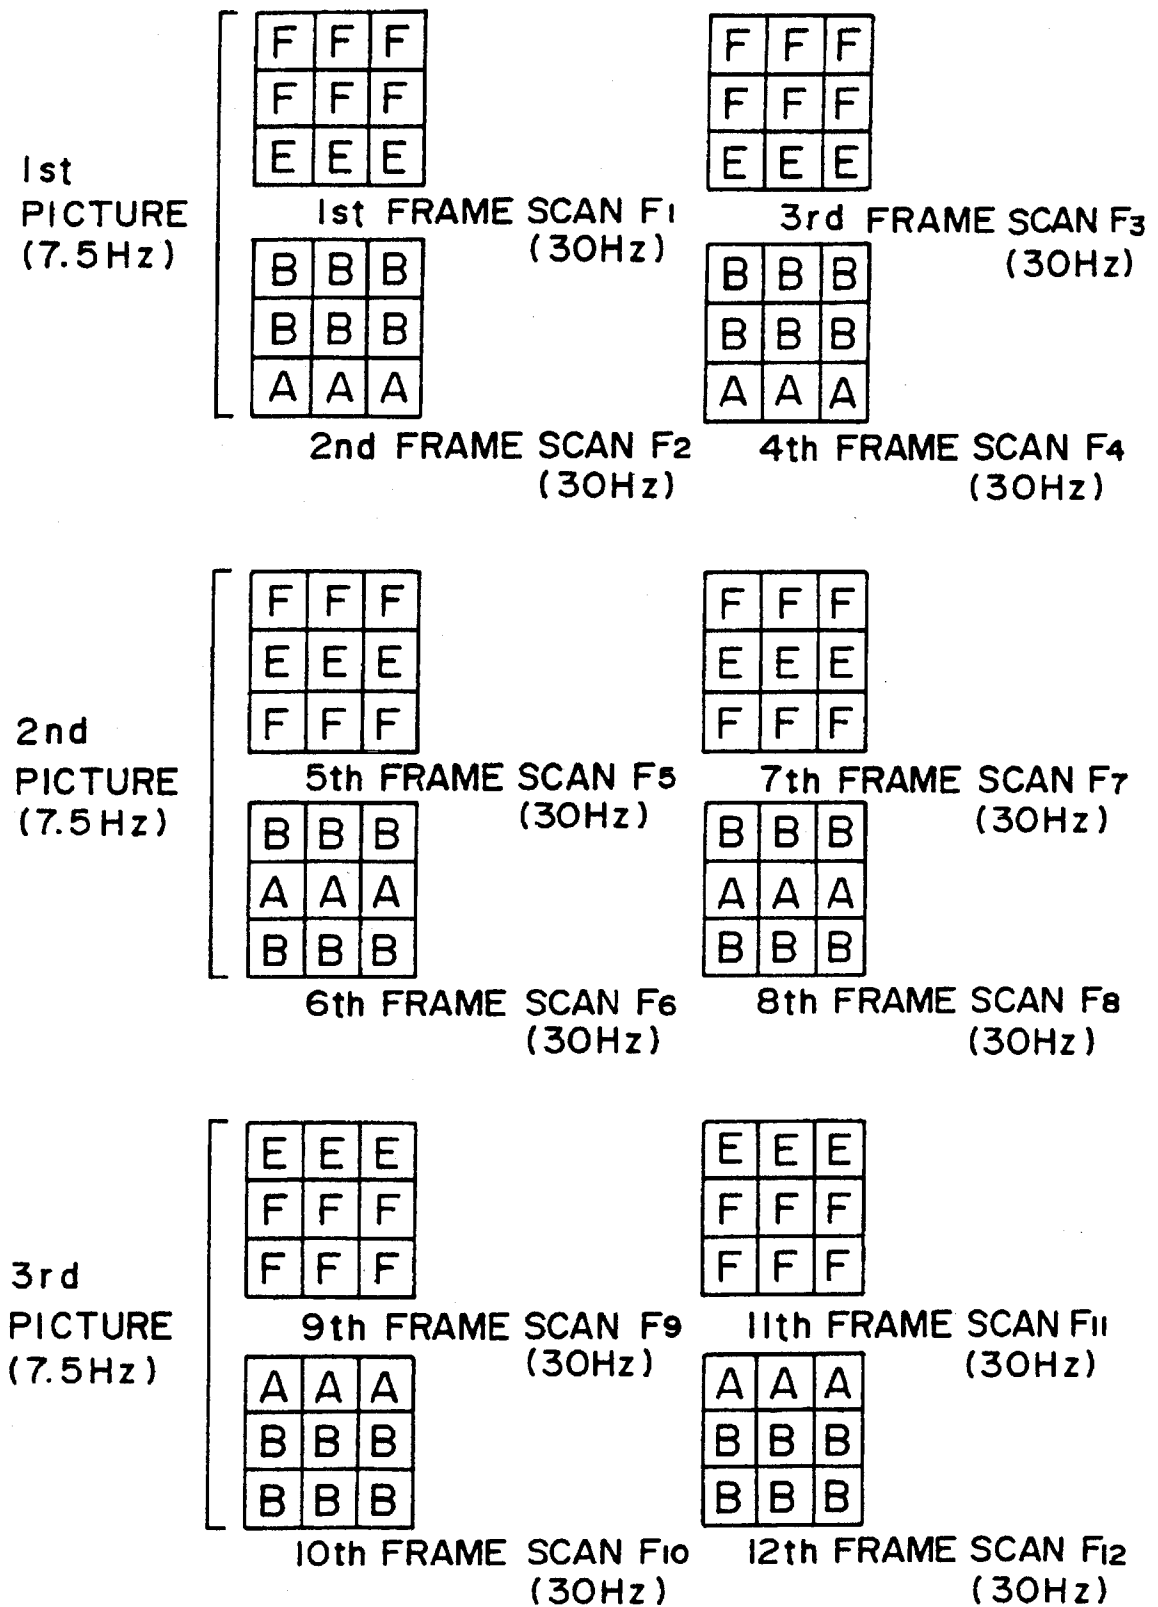 1st
PICTURE
(7.5Hz)
F F F
F F F
E E E
1st FRAME SCAN F1
(30Hz)
B B B
B B B
A A A
2nd FRAME SCAN F2
(30Hz)
F F F
F F F
E E E
3rd FRAME SCAN F3
(30Hz)
B B B
B B B
A A A
4th FRAME SCAN F4
(30Hz)
2nd
PICTURE
(7.5Hz)
F F F
E E E
F F F
5th FRAME SCAN F5
(30Hz)
B B B
A A A
B B B
6th FRAME SCAN F6
(30Hz)
F F F
E E E
F F F
7th FRAME SCAN F7
(30Hz)
B B B
A A A
B B B
8th FRAME SCAN F8
(30Hz)
3rd
PICTURE
(7.5Hz)
E E E
F F F
F F F
9th FRAME SCAN F9
(30Hz)
A A A
B B B
B B B
10th FRAME SCAN F10
(30Hz)
E E E
F F F
F F F
11th FRAME SCAN F11
(30Hz)
A A A
B B B
B B B
12th FRAME SCAN F12
(30Hz)